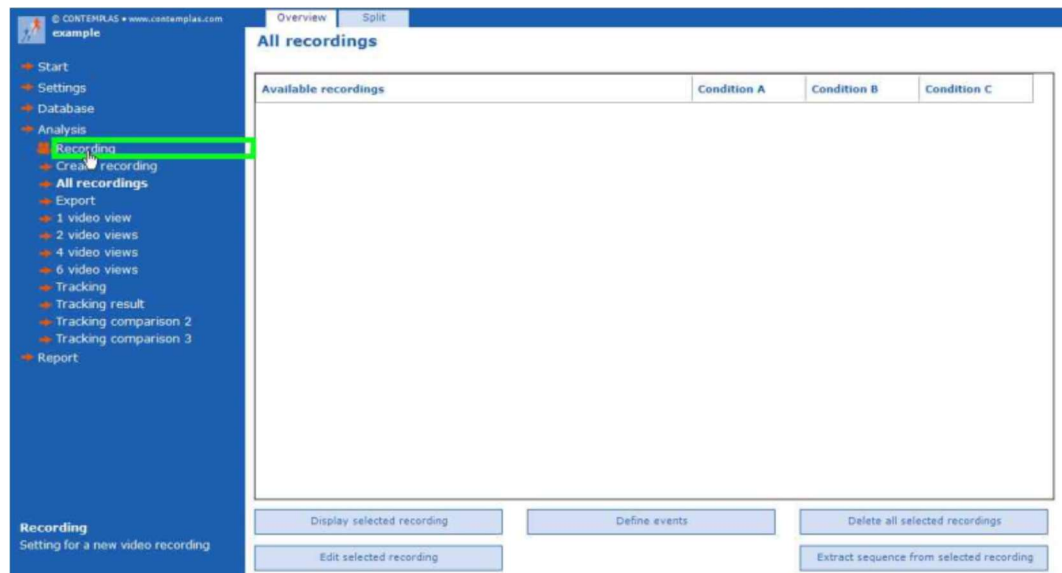 © CONTEMPLAS • www.contemplas.com
example
Start
Settings
Database
Analysis
Recording
Create recording
All recordings
Export
1 video view
2 video views
4 video views
6 video views
Tracking
Tracking result
Tracking comparison 2
Tracking comparison 3
Report
Recording
Setting for a new video recording
Overview Split
All recordings
Available recordings Condition A Condition B Condition C
Display selected recording Define events Delete all selected recordings
Edit selected recording Extract sequence from selected recording